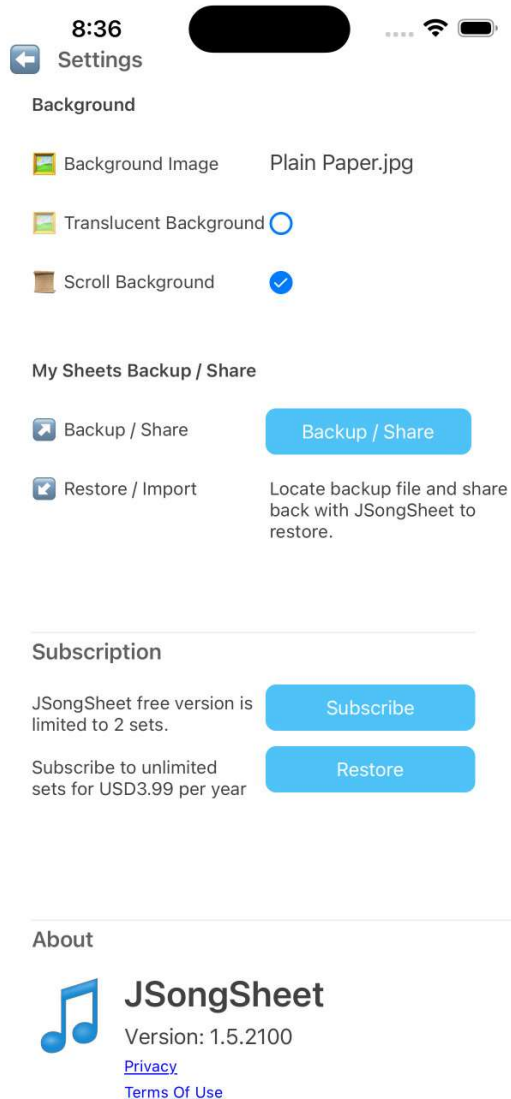 8:36
Settings
Background
Background Image Plain Paper.jpg
Translucent Background
Scroll Background
My Sheets Backup / Share
Backup / Share Backup / Share
Restore / Import Locate backup file and share
back with JSongSheet to
restore.
Subscription
JSongSheet free version is
limited to 2 sets.
Subscribe
Subscribe to unlimited
sets for USD3.99 per year
Restore
About
JSongSheet
Version: 1.5.2100
Privacy
Terms Of Use